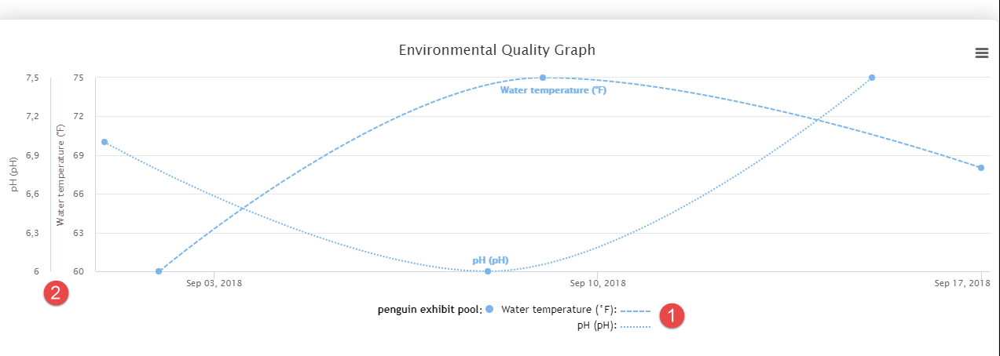 Environmental Quality Graph
7,5
7,2
6,9
6,6
6,3
6
pH (pH)
75
72
69
66
63
60
Water temperature (°F)
Water temperature (°F)
pH (pH)
Sep 03, 2018
Sep 10, 2018
Sep 17, 2018
2
penguin exhibit pool: Water temperature (°F):
pH (pH):
1